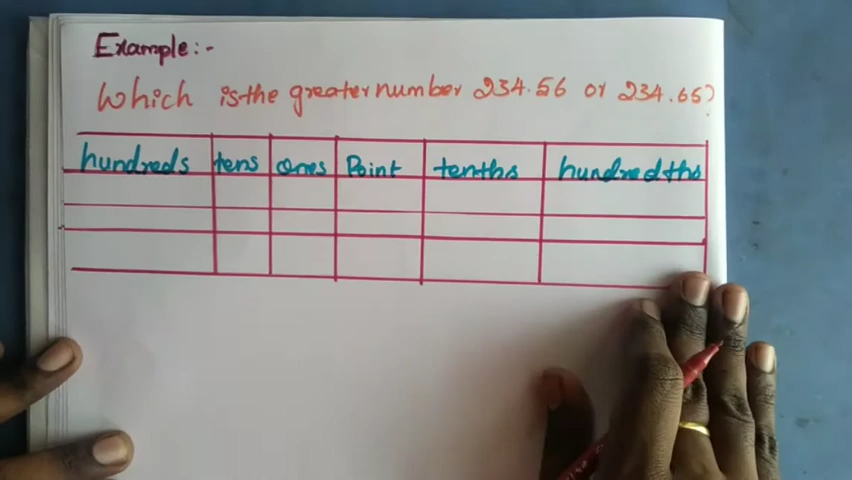 Example:-
Which is the greater number 234.56 or 234.65?
hundreds tens ones Point tenths hundredths